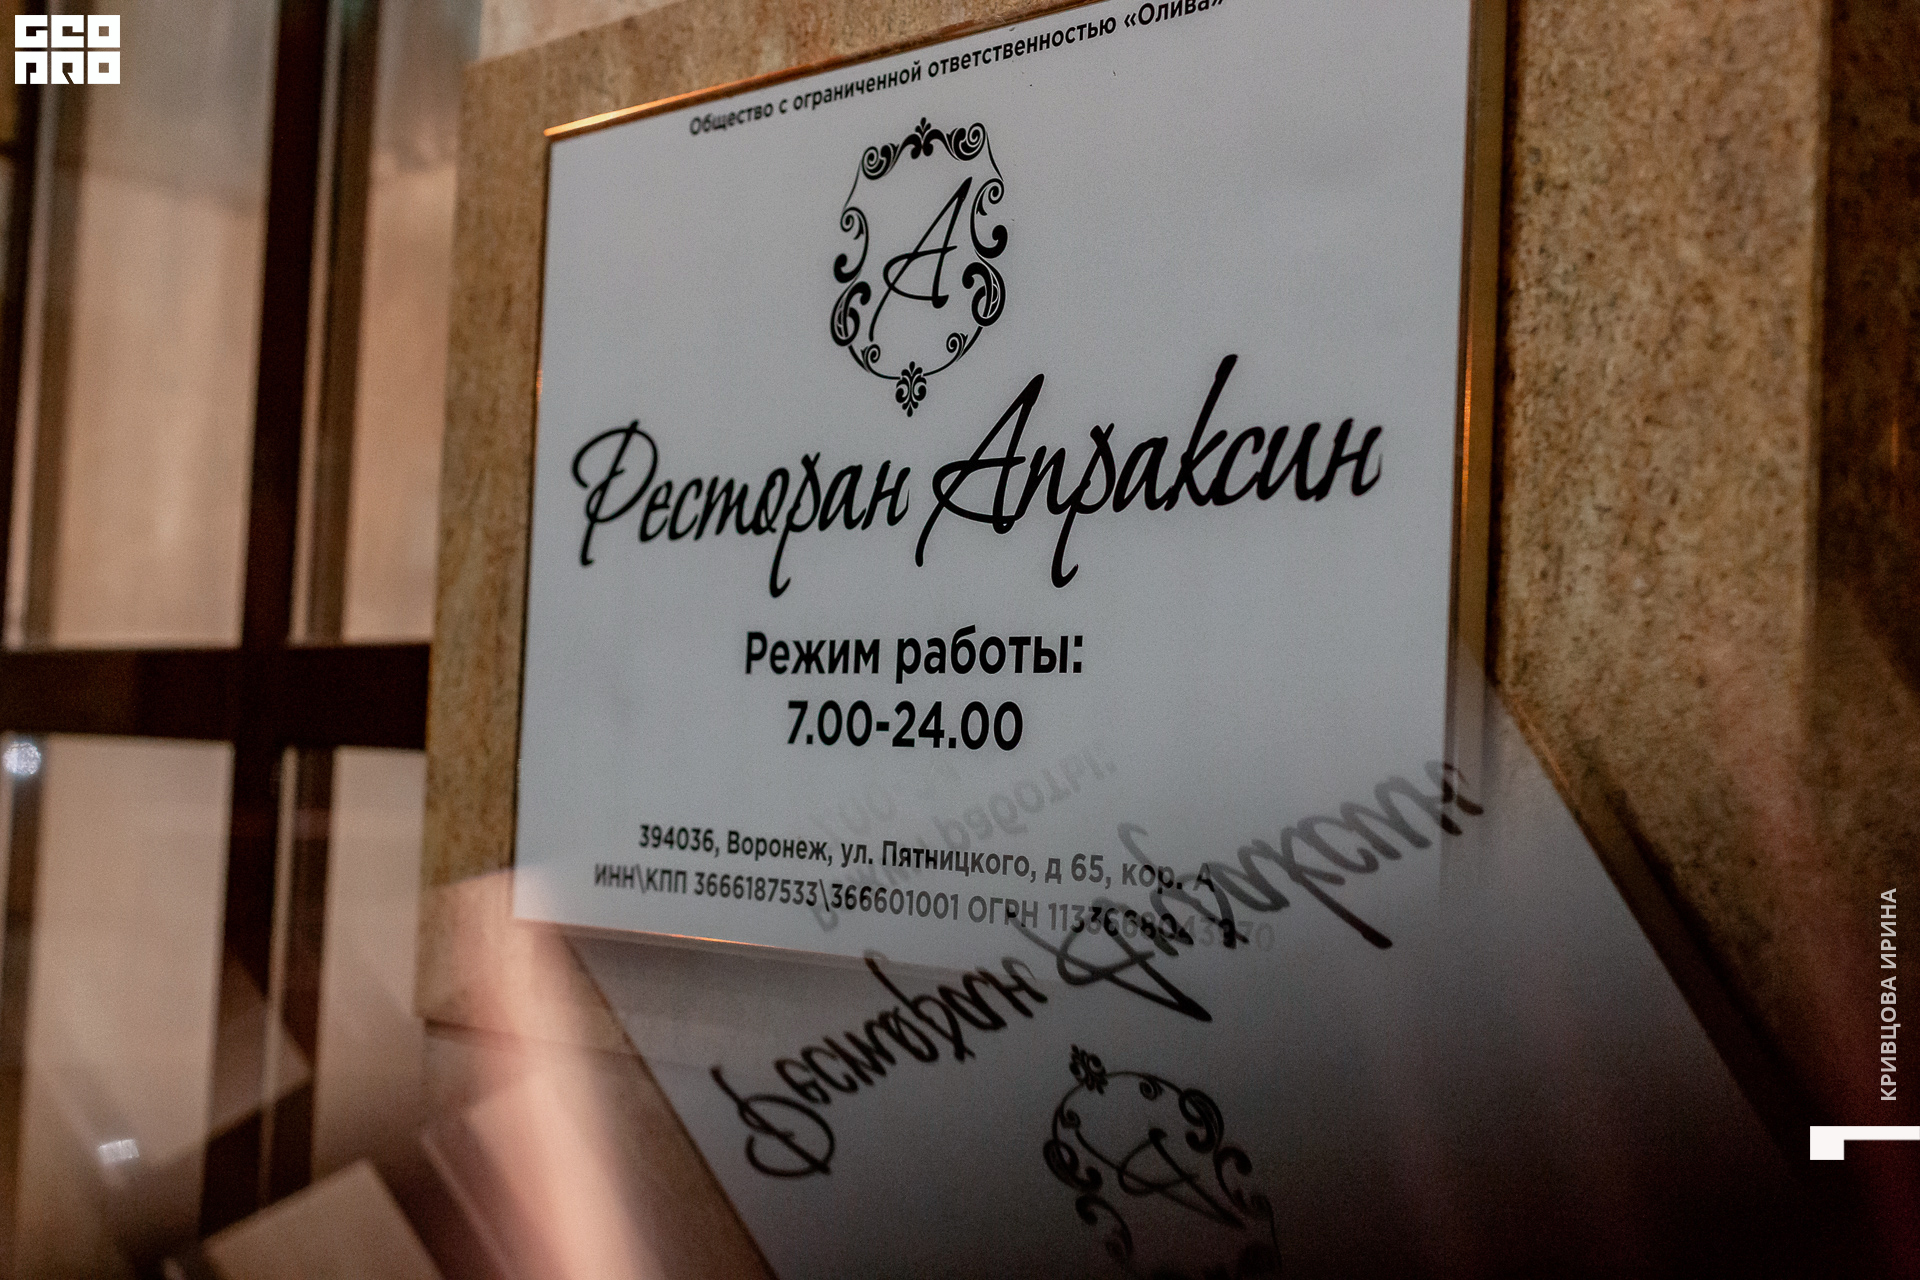 GEO
PRO
Общество с ограниченной ответственностью «Олива»
А
Ресторан Апраксин
Режим работы:
7.00-24.00
394036, Воронеж, ул. Пятницкого, д 65, кор. А
ИНН\КПП 3666187533\366601001 ОГРН
КРИВЦОВА ИРИНА